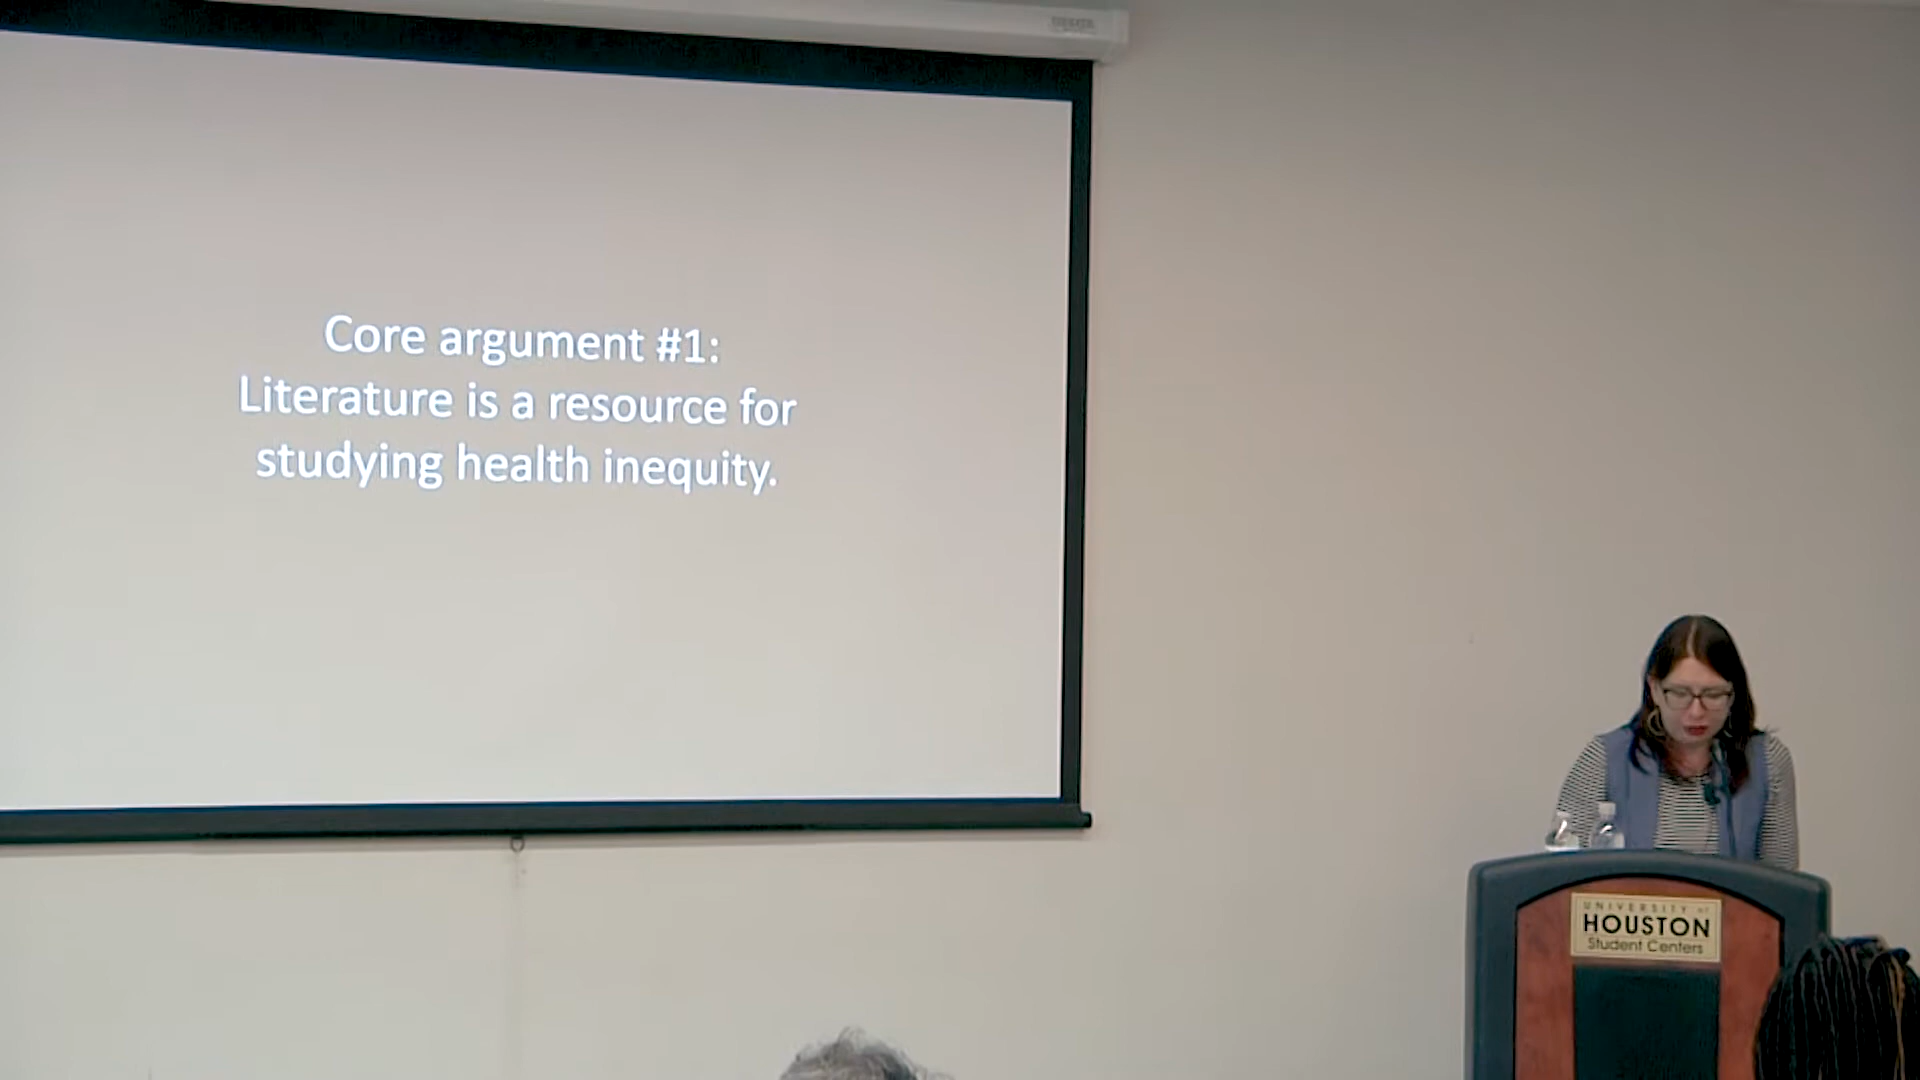 Core argument #1:
Literature is a resource for
studying health inequity.
UNIVERSITY of
HOUSTON
Student Centers